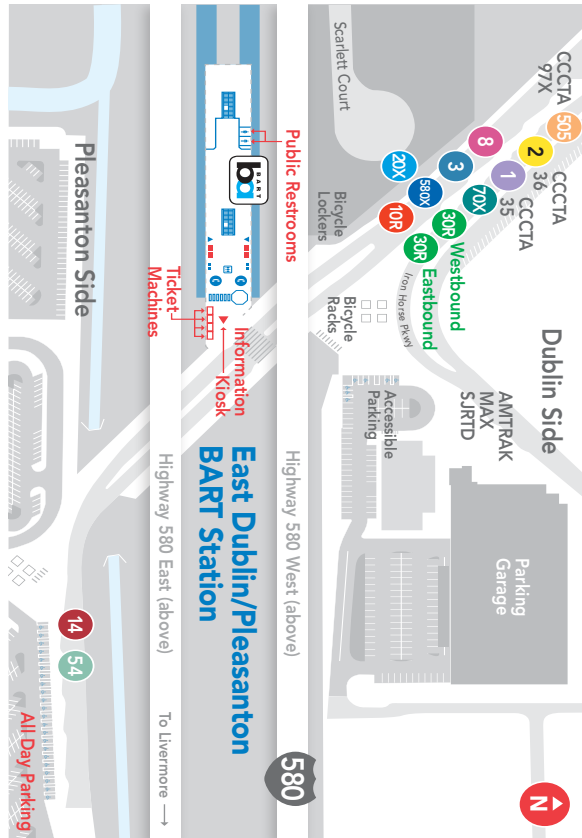 CCCTA
97X
505
2
CCCTA
36
8
1
CCCTA
35
3
70X
20X
580X
10R
30R
Westbound
30R
Eastbound
Scarlett Court
Bicycle
Lockers
Iron Horse Pkwy
Bicycle
Racks
Dublin Side
AMTRAK
MAX
SJRTD
Accessible
Parking
Parking
Garage
N
Public Restrooms
BART
ba
Information
Kiosk
Ticket
Machines
Highway 580 West (above)
East Dublin/Pleasanton
BART Station
580
Highway 580 East (above)
To Livermore
Pleasanton Side
14
54
All Day Parking